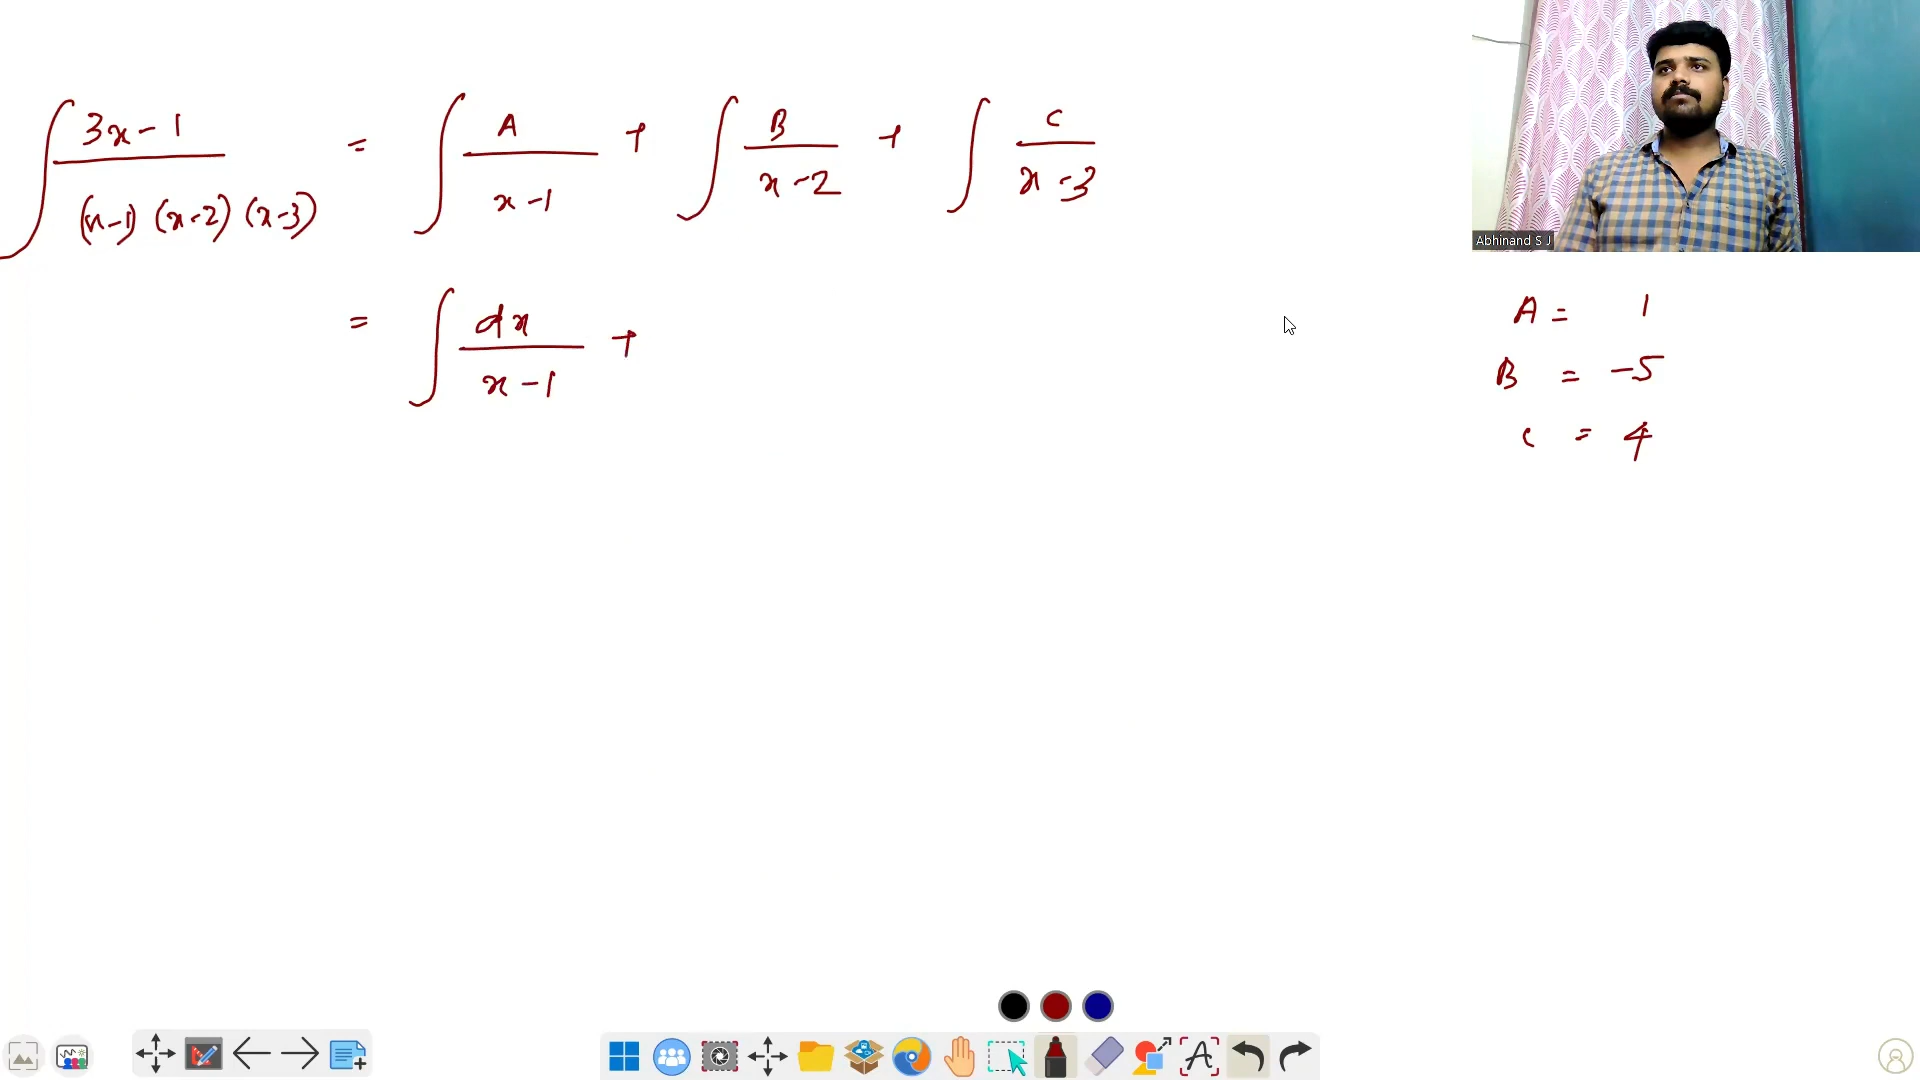 ∫ 3x-1 / (x-1) (x-2) (x-3) = ∫ A / x-1 + ∫ B / x-2 + ∫ C / x-3
= ∫ dx / x-1 +
Abhinand S J
A = 1
B = -5
C = 4